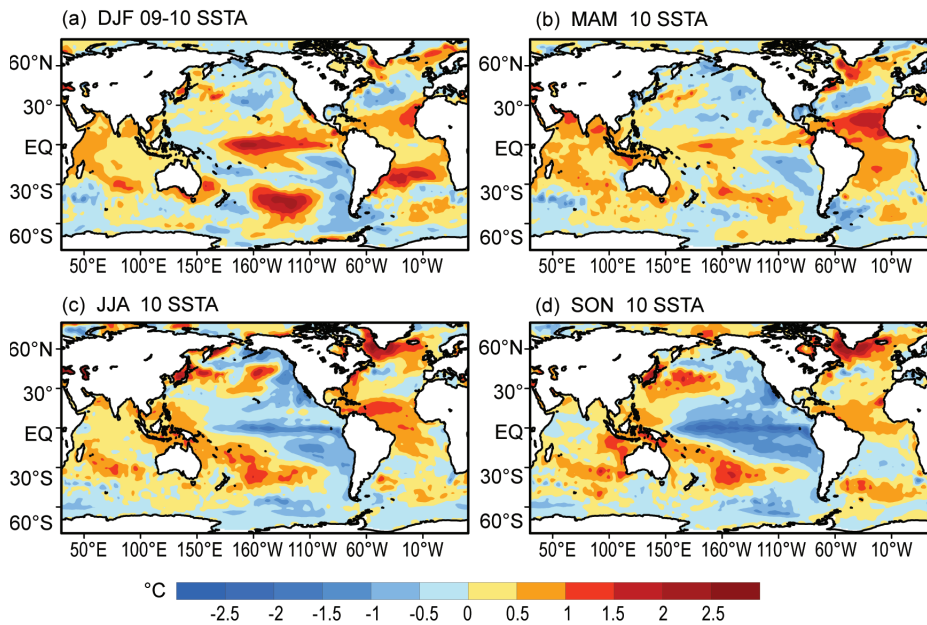 (a) DJF 09-10 SSTA
(b) MAM 10 SSTA
60°N
30°
EQ
30°S
60°S
50°E 100°E 150°E 160°W 110°W 60°W 10°W
60°N
30°
EQ
30°S
60°S
50°E 100°E 150°E 160°W 110°W 60°W 10°W
(c) JJA 10 SSTA
(d) SON 10 SSTA
60°N
30°
EQ
30°S
60°S
50°E 100°E 150°E 160°W 110°W 60°W 10°W
60°N
30°
EQ
30°S
60°S
50°E 100°E 150°E 160°W 110°W 60°W 10°W
°C
-2.5 -2 -1.5 -1 -0.5 0 0.5 1 1.5 2 2.5